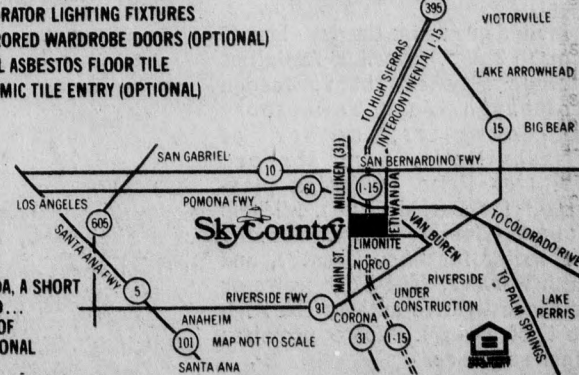 RATOR LIGHTING FIXTURES
RORED WARDROBE DOORS (OPTIONAL)
L ASBESTOS FLOOR TILE
MIC TILE ENTRY (OPTIONAL)
395
VICTORVILLE
TO HIGH SIERRAS
INTERCONTINENTAL I-15
LAKE ARROWHEAD
15
BIG BEAR
SAN GABRIEL
10
SAN BERNARDINO FWY.
MILLIKEN (31)
60
I-15
ETIWANDA
LOS ANGELES
POMONA FWY.
605
SkyCountry
VAN BUREN
TO COLORADO RIVE
SANTA ANA FWY
LIMONITE
MAIN ST
NORCO
DA, A SHORT
O...
OF
IONAL
5
RIVERSIDE FWY
91
RIVERSIDE
UNDER
CONSTRUCTION
TO PALM SPRINGS
LAKE
PERRIS
ANAHEIM
CORONA
101
MAP NOT TO SCALE
31
I-15
SANTA ANA